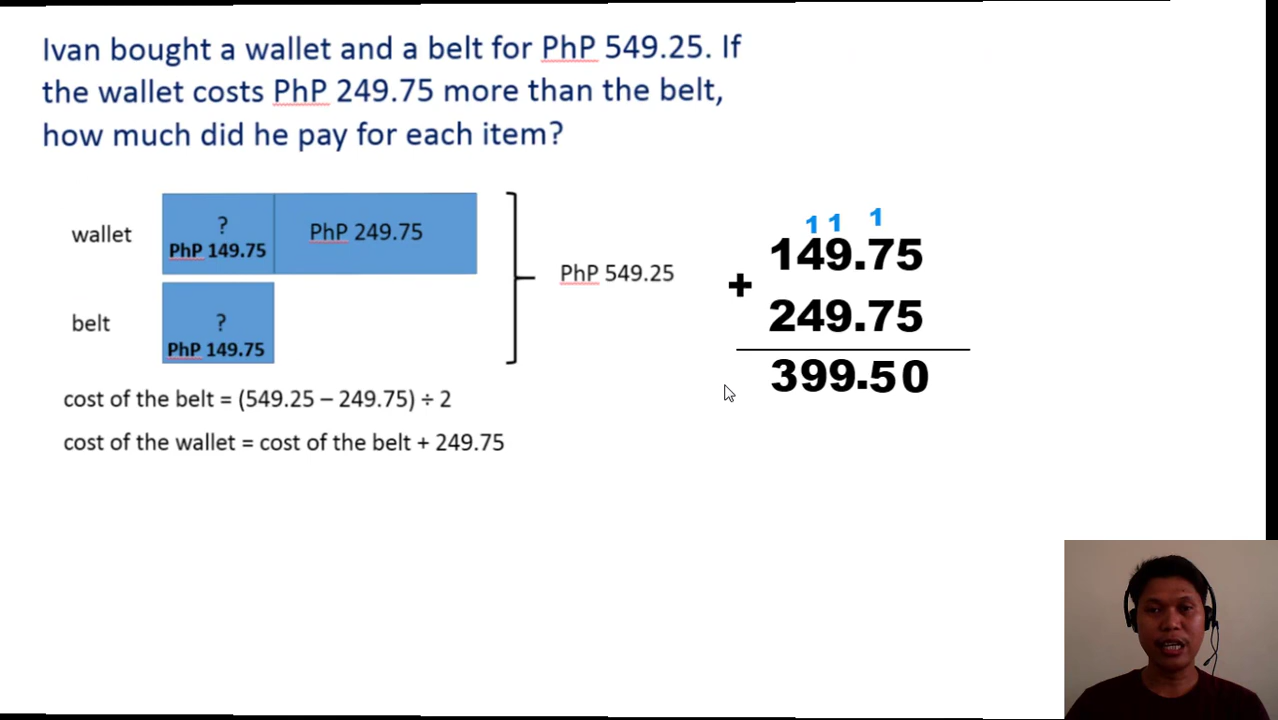 Ivan bought a wallet and a belt for PhP 549.25. If
the wallet costs PhP 249.75 more than the belt,
how much did he pay for each item?
wallet
?
PhP 149.75
PhP 249.75
belt
?
PhP 149.75
PhP 549.25
cost of the belt = (549.25 – 249.75) ÷ 2
cost of the wallet = cost of the belt + 249.75
1 1 1
149.75
+
249.75
399.50